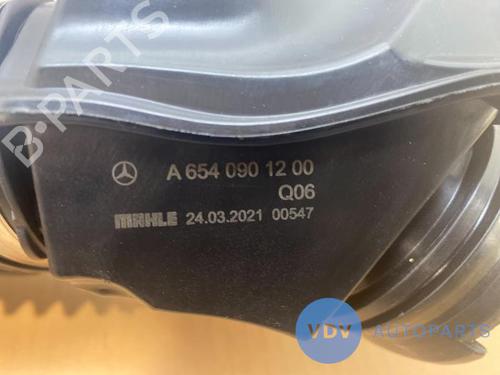 B-PARTS
A 654 090 12 00
Q06
MAHLE 24.03.2021 00547
VDV AUTOPARTS